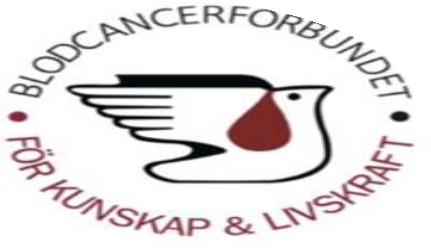 BLODCANCERFÖRBUNDET
FÖR KUNSKAP & LIVSKRAFT